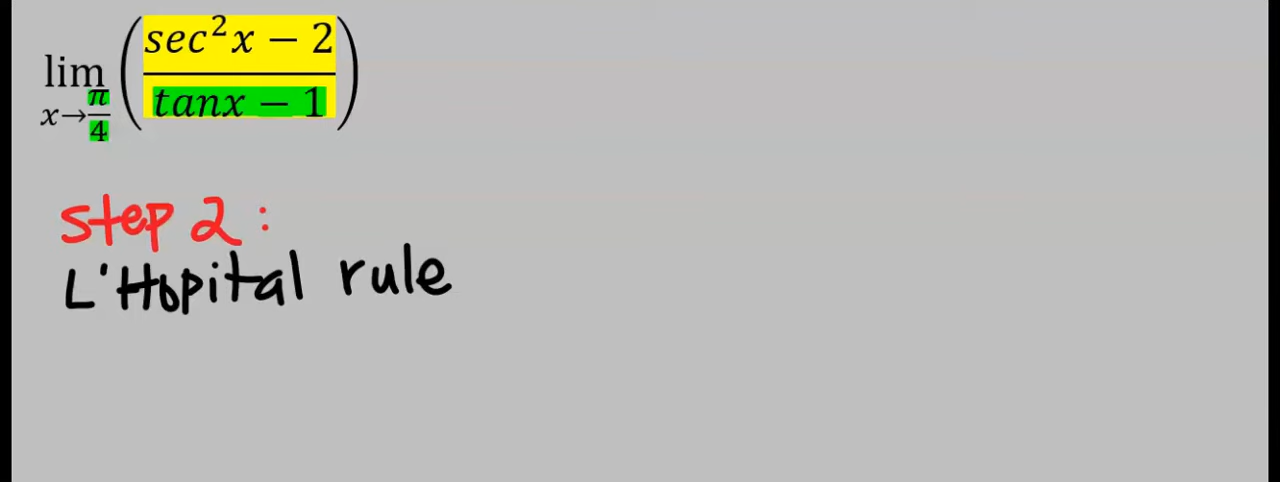 lim x→π/4 (sec²x − 2 / tanx − 1)
Step 2:
L'Hopital rule